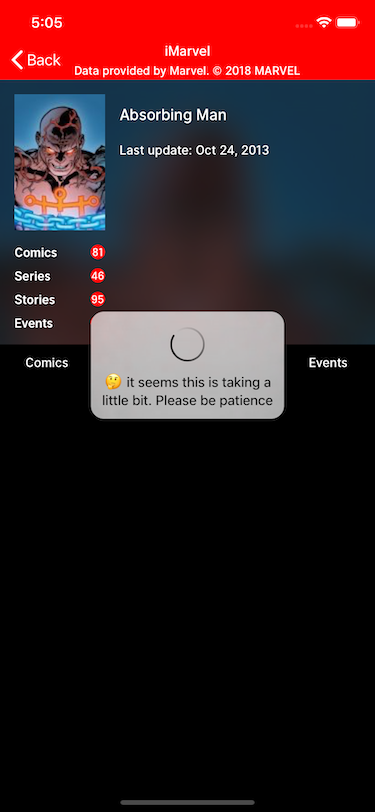 5:05
Back
iMarvel
Data provided by Marvel. © 2018 MARVEL
Absorbing Man
Last update: Oct 24, 2013
Comics 81
Series 46
Stories 95
Events
Comics
Events
🤔 it seems this is taking a
little bit. Please be patience